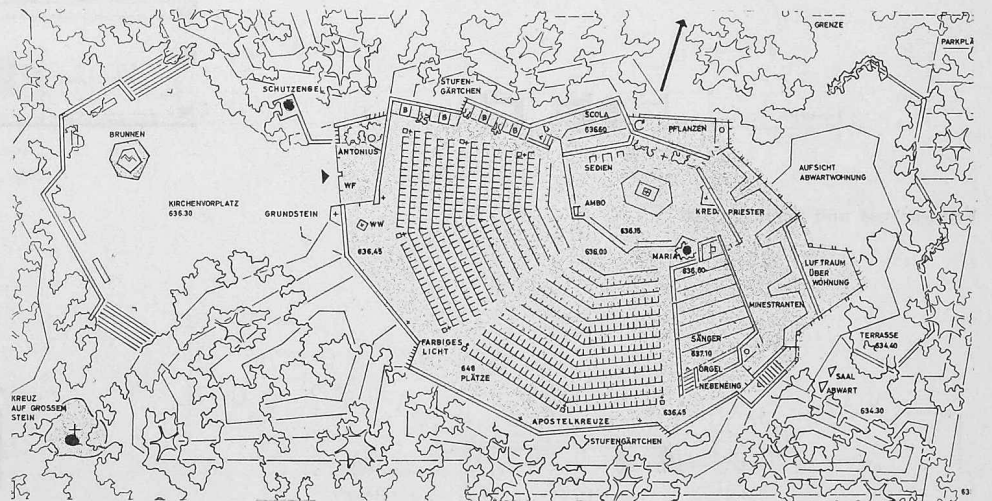 GRENZE
PARKPLÄ
SCHUTZENGEL
STUFEN-
GÄRTCHEN
B
B
B
B
B
SCOLA
636.60
PFLANZEN
BRUNNEN
ANTONIUS
WF
SEDIEN
AUFSICHT
ABWARTWOHNUNG
KIRCHENVORPLATZ
636.30
GRUNDSTEIN
WW
AMBO
KRED.
PRIESTER
636.15
636.45
636.00
MARIA
636.60
LUFTRAUM
ÜBER
WOHNUNG
MINESTRANTEN
TERRASSE
634.40
FARBIGES
LICHT
648
PLÄTZE
SÄNGER
637.10
ORGEL
NEBENEING.
SAAL
ABWART
634.30
KREUZ
AUF GROSSEM
STEIN
636.45
APOSTELKREUZE
STUFENGÄRTCHEN
63